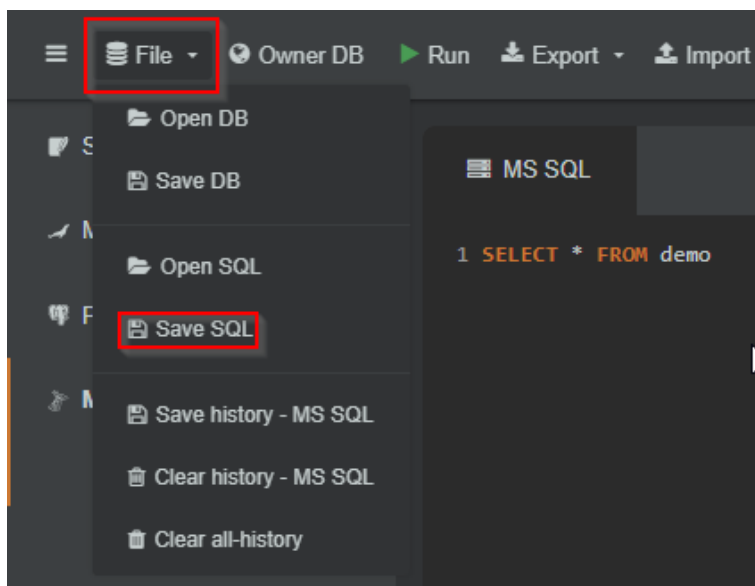 File Owner DB Run Export Import
Open DB
Save DB
MS SQL
1 SELECT * FROM demo
Open SQL
Save SQL
Save history - MS SQL
Clear history - MS SQL
Clear all-history
S
M
P
M